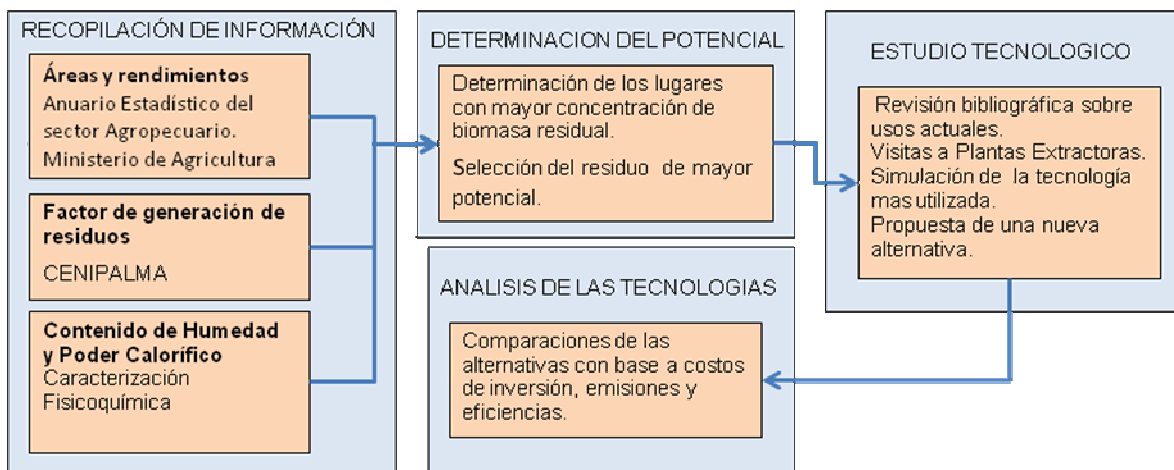 RECOPILACIÓN DE INFORMACIÓN
Áreas y rendimientos
Anuario Estadístico del
sector Agropecuario.
Ministerio de Agricultura
Factor de generación de
residuos
CENIPALMA
Contenido de Humedad
y Poder Calorífico
Caracterización
Fisicoquímica
DETERMINACION DEL POTENCIAL
Determinación de los lugares
con mayor concentración de
biomasa residual.
Selección del residuo de mayor
potencial.
ESTUDIO TECNOLOGICO
Revisión bibliográfica sobre
usos actuales.
Visitas a Plantas Extractoras.
Simulación de la tecnología
mas utilizada.
Propuesta de una nueva
alternativa.
ANALISIS DE LAS TECNOLOGIAS
Comparaciones de las
alternativas con base a costos
de inversión, emisiones y
eficiencias.